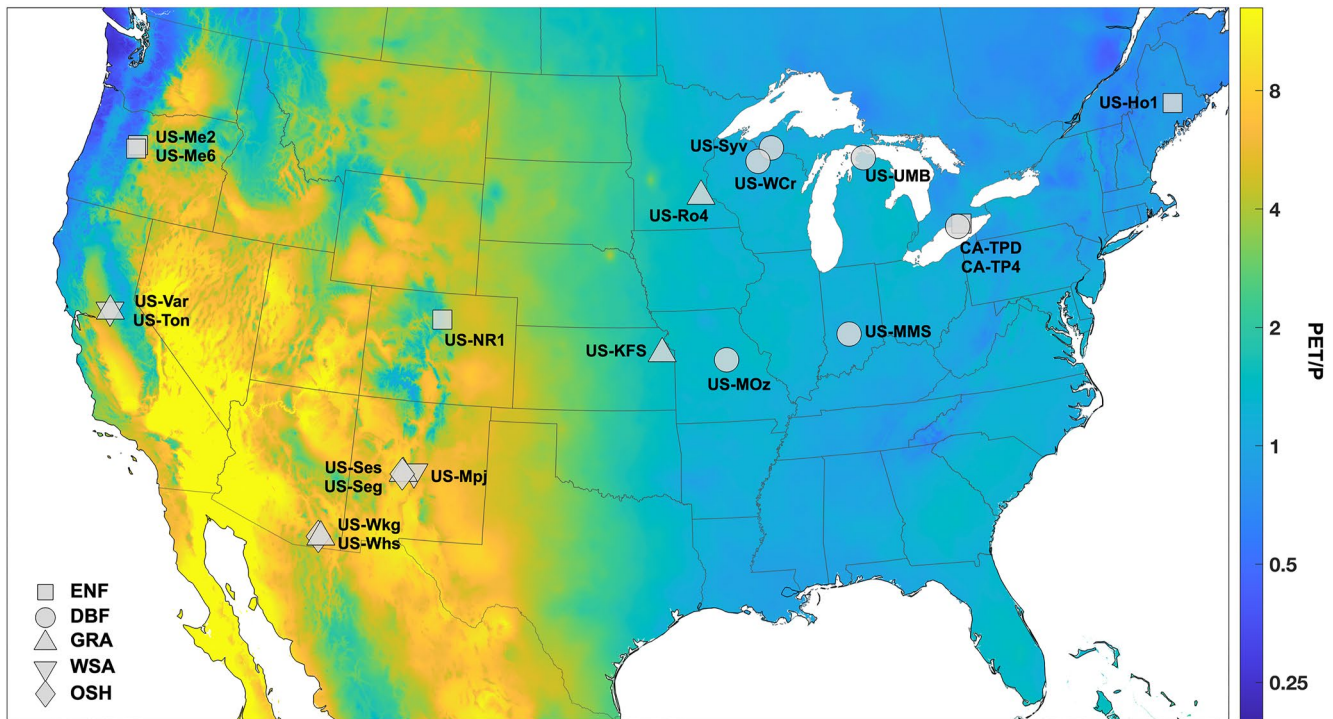 US-Ho1
US-Me2
US-Me6
US-Syv
US-WCr
US-UMB
US-Ro4
CA-TPD
CA-TP4
US-Var
US-Ton
US-NR1
US-KFS
US-MOz
US-MMS
US-Ses
US-Seg
US-Mpj
US-Wkg
US-Whs
ENF
DBF
GRA
WSA
OSH
8
4
2
1
0.5
0.25
PET/P